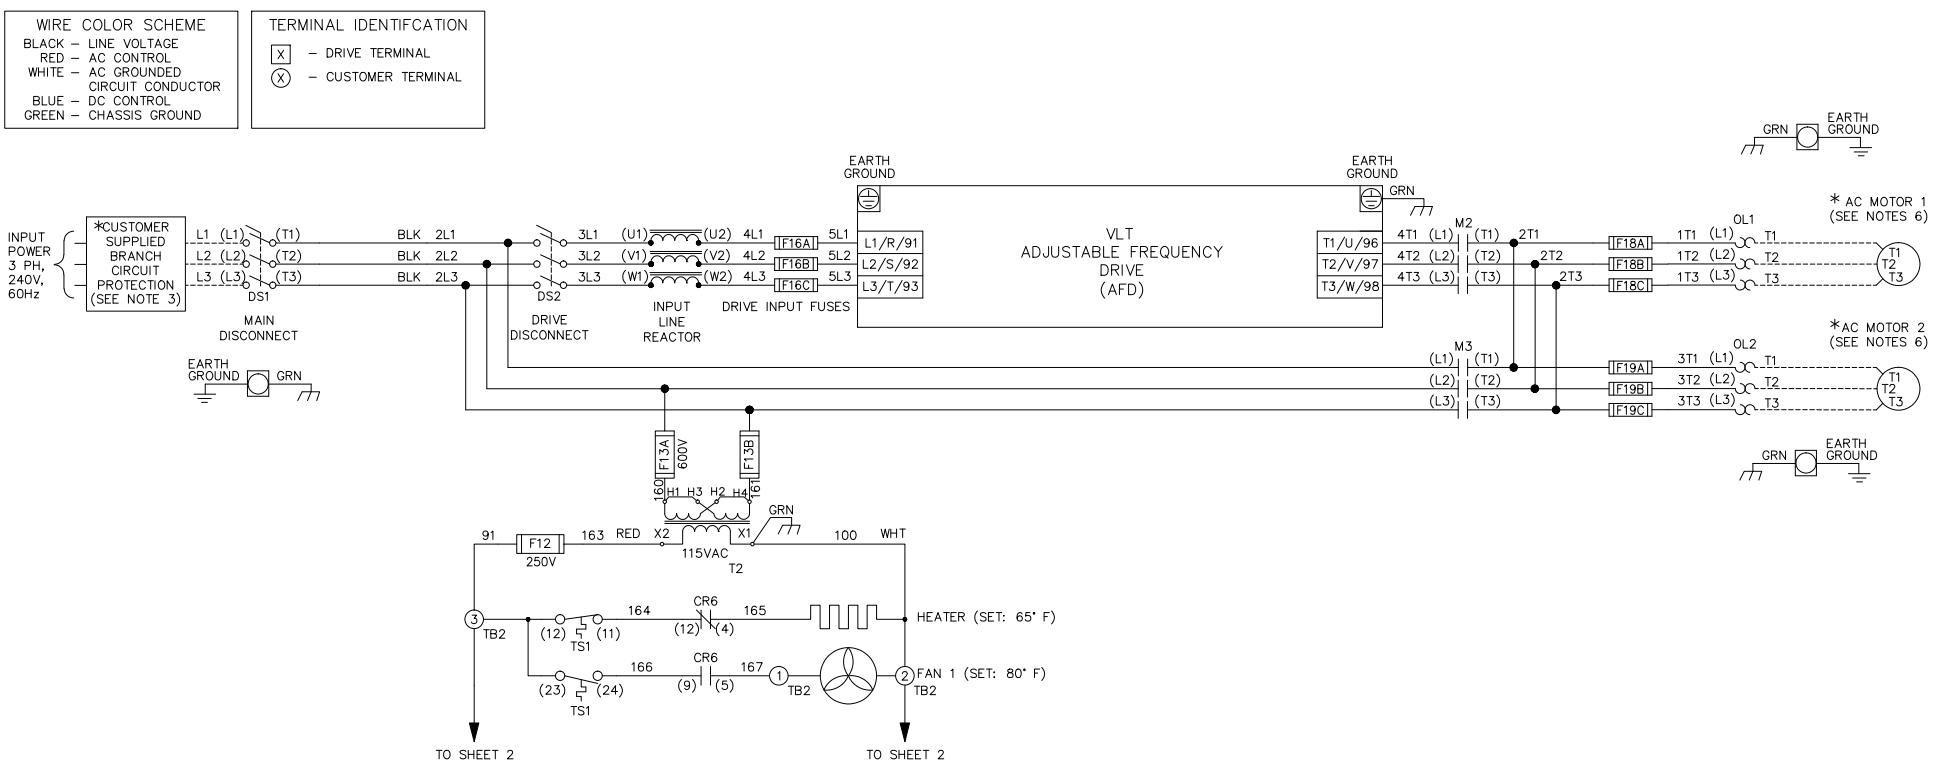 WIRE COLOR SCHEME
BLACK – LINE VOLTAGE
RED – AC CONTROL
WHITE – AC GROUNDED
CIRCUIT CONDUCTOR
BLUE – DC CONTROL
GREEN – CHASSIS GROUND
TERMINAL IDENTIFCATION
X – DRIVE TERMINAL
X – CUSTOMER TERMINAL
GRN
EARTH
GROUND
EARTH
GROUND
EARTH
GROUND
GRN
INPUT
POWER
3 PH,
240V,
60Hz
*CUSTOMER
SUPPLIED
BRANCH
CIRCUIT
PROTECTION
(SEE NOTE 3)
L1 (L1) (T1) BLK 2L1 3L1 (U1) (U2) 4L1 F16A 5L1 L1/R/91
L2 (L2) (T2) BLK 2L2 3L2 (V1) (V2) 4L2 F16B 5L2 L2/S/92
L3 (L3) (T3) BLK 2L3 3L3 (W1) (W2) 4L3 F16C 5L3 L3/T/93
DS1
MAIN
DISCONNECT
DS2
DRIVE
DISCONNECT
INPUT
LINE
REACTOR
DRIVE INPUT FUSES
VLT
ADJUSTABLE FREQUENCY
DRIVE
(AFD)
M2
OL1
* AC MOTOR 1
(SEE NOTES 6)
T1/U/96 4T1 (L1) (T1) 2T1 F18A 1T1 (L1) T1
T2/V/97 4T2 (L2) (T2) 2T2 F18B 1T2 (L2) T2
T3/W/98 4T3 (L3) (T3) 2T3 F18C 1T3 (L3) T3
T1
T2
T3
EARTH
GROUND
GRN
M3
OL2
*AC MOTOR 2
(SEE NOTES 6)
(L1) (T1) F19A 3T1 (L1) T1
(L2) (T2) F19B 3T2 (L2) T2
(L3) (T3) F19C 3T3 (L3) T3
T1
T2
T3
GRN
EARTH
GROUND
F13A
600V
F13B
160
161
H1 H3 H2 H4
GRN
91 F12 163 RED X2 X1 100 WHT
250V
115VAC
T2
3
TB2
164 CR6 165
(12) (11) (12) (4)
TS1
HEATER (SET: 65° F)
166 CR6 167 1
(23) (24) (9) (5) TB2
TS1
2 FAN 1 (SET: 80° F)
TB2
TO SHEET 2
TO SHEET 2